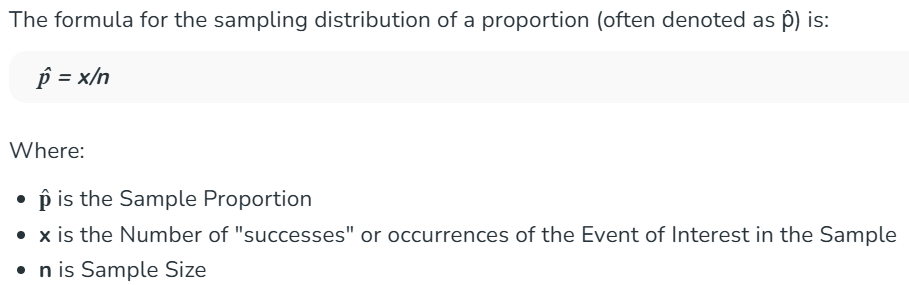 The formula for the sampling distribution of a proportion (often denoted as p̂) is:
p̂ = x/n
Where:
• p̂ is the Sample Proportion
• x is the Number of "successes" or occurrences of the Event of Interest in the Sample
• n is Sample Size